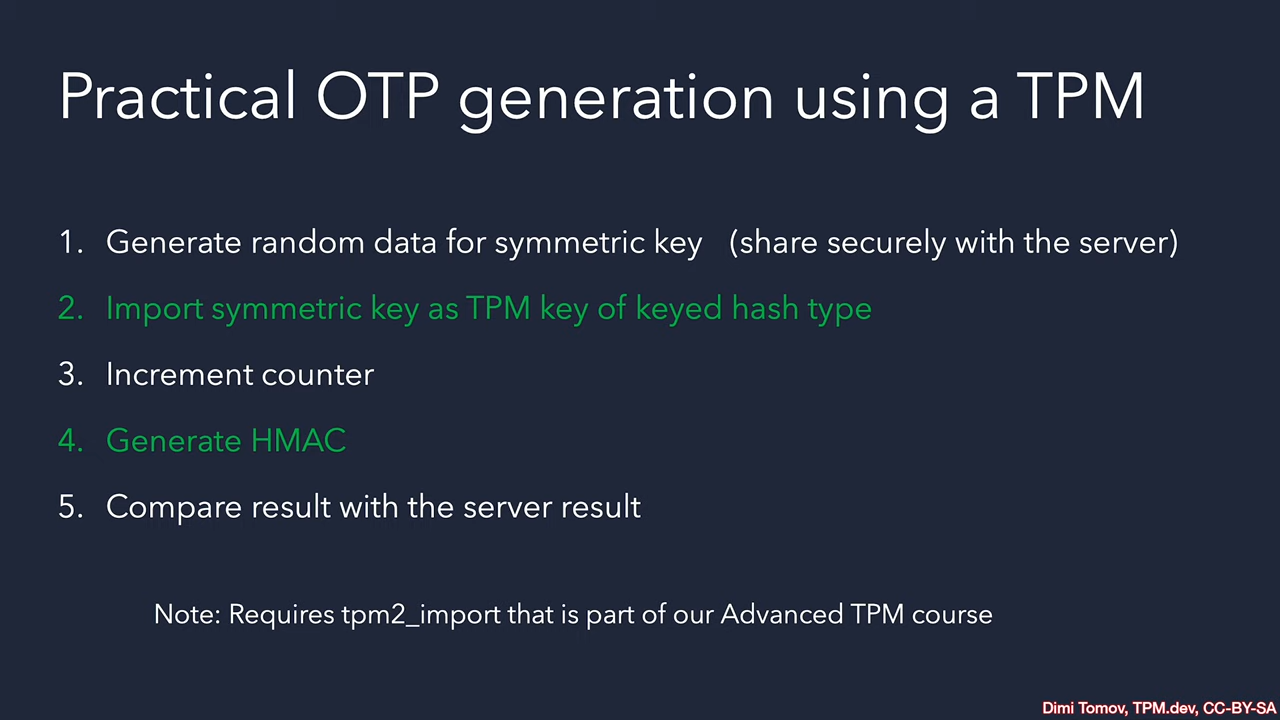 Practical OTP generation using a TPM
1. Generate random data for symmetric key (share securely with the server)
2. Import symmetric key as TPM key of keyed hash type
3. Increment counter
4. Generate HMAC
5. Compare result with the server result
Note: Requires tpm2_import that is part of our Advanced TPM course
Dimi Tomov, TPM.dev, CC-BY-SA